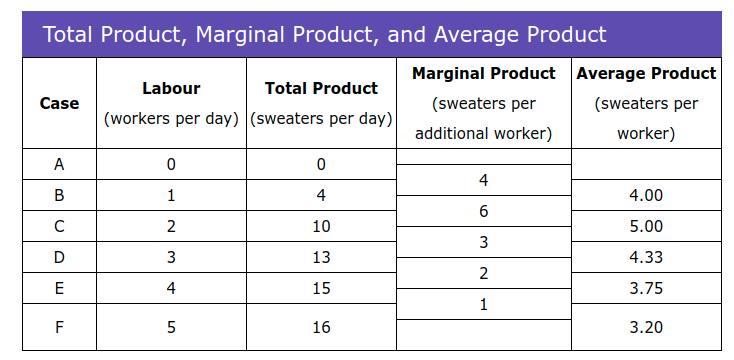 Total Product, Marginal Product, and Average Product
Case
Labour
(workers per day)
Total Product
(sweaters per day)
Marginal Product
(sweaters per
additional worker)
Average Product
(sweaters per
worker)
A 0 0
4
B 1 4 4.00
6
C 2 10 5.00
3
D 3 13 4.33
2
E 4 15 3.75
1
F 5 16 3.20